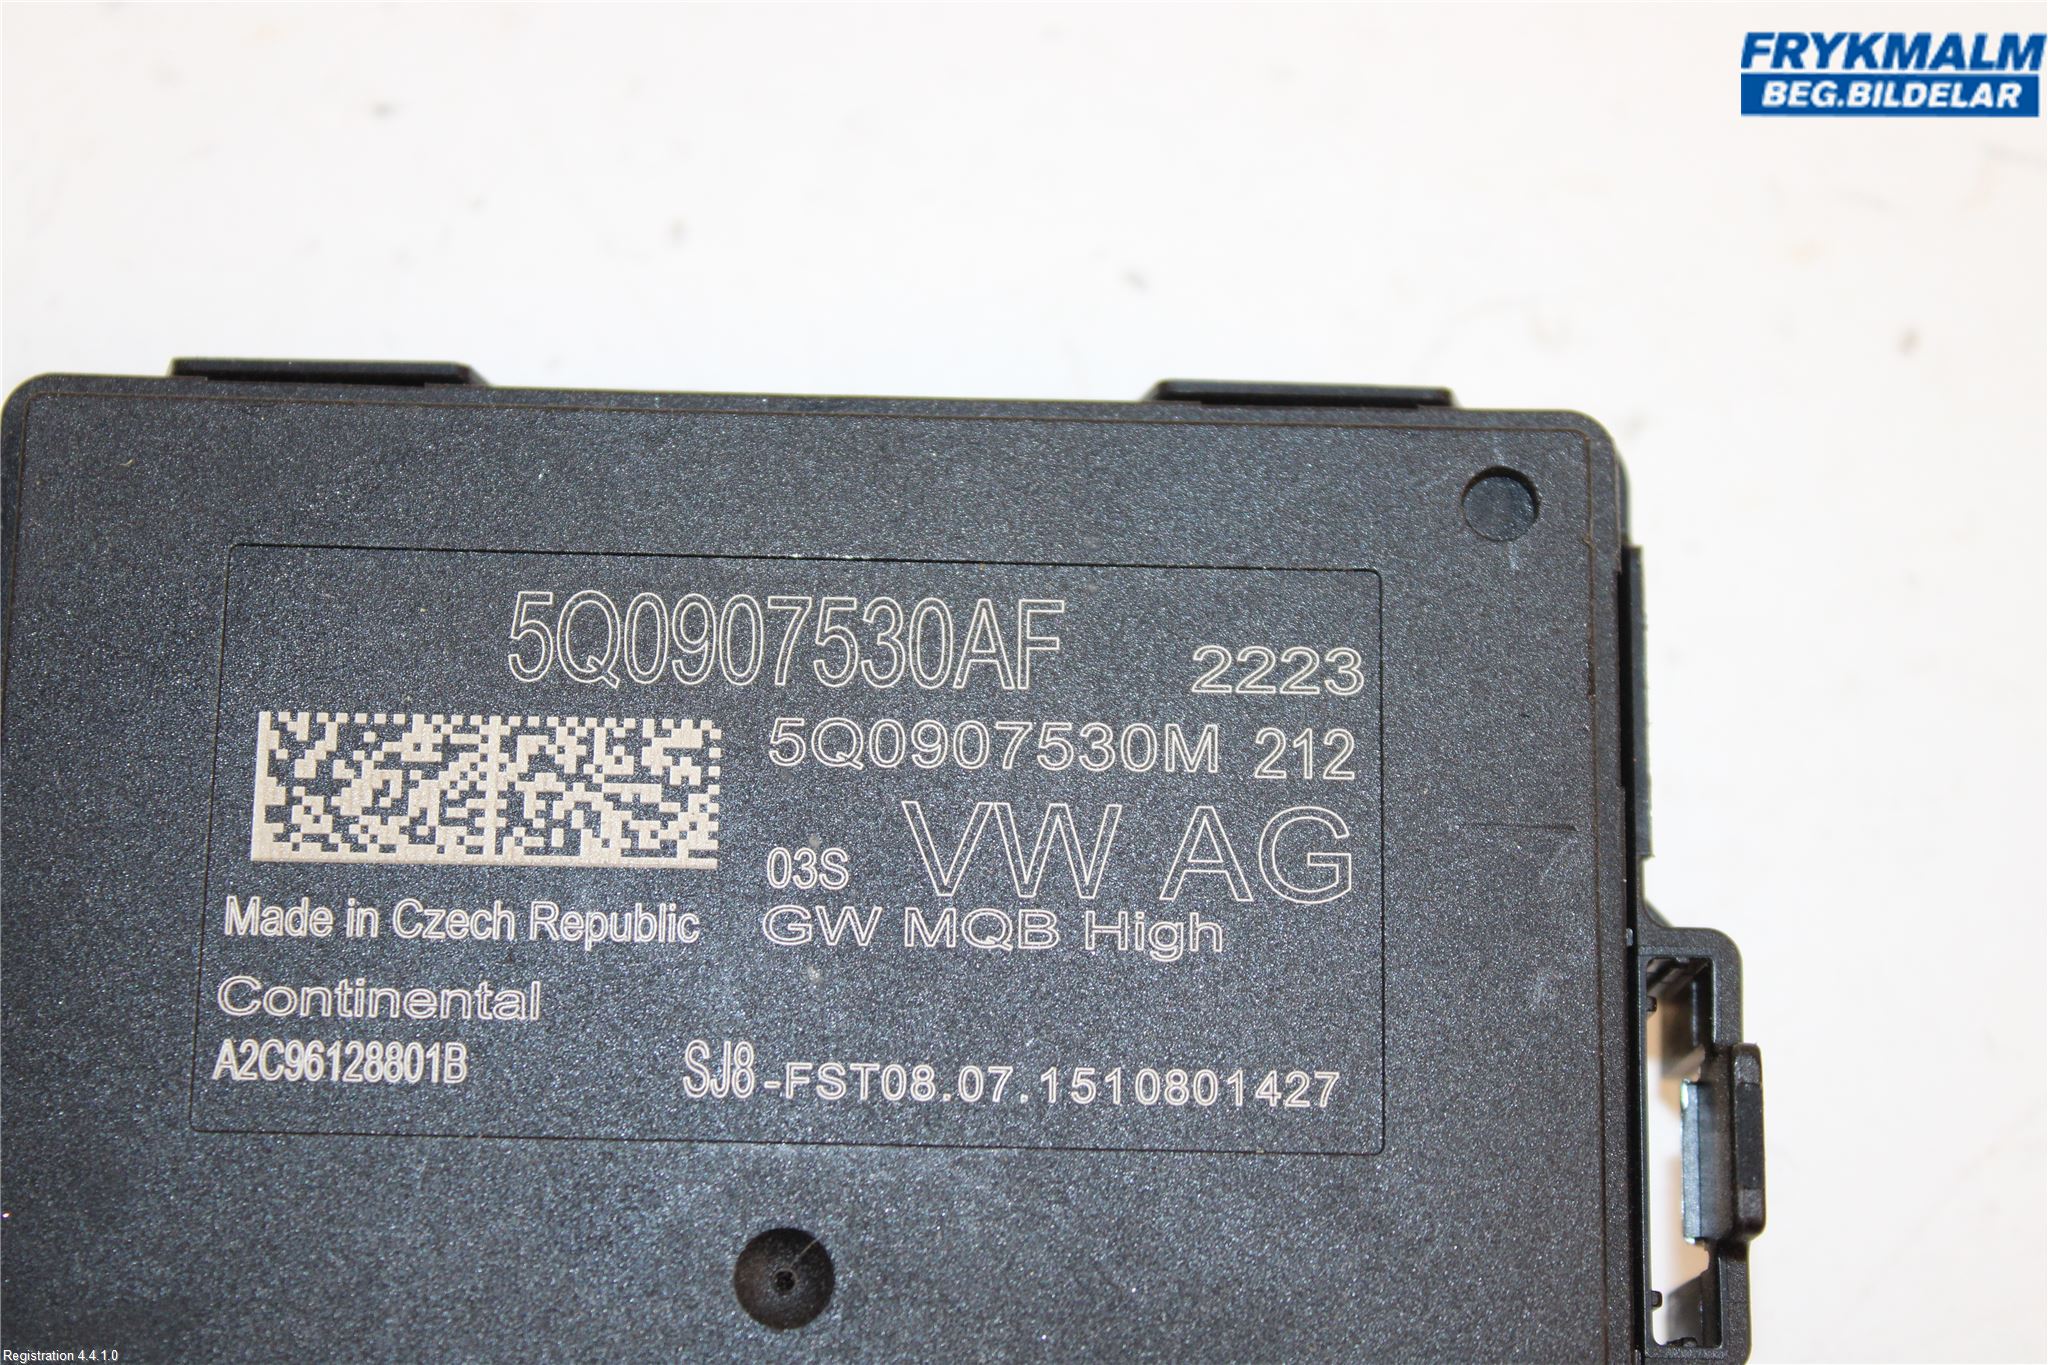 FRYKMALM
BEG.BILDELAR
5Q0907530AF 2223
5Q0907530M 212
03S VW AG
Made in Czech Republic GW MQB High
Continental
A2C96128801B SJ8-FST08.07.1510801427
Registration 4.4.1.0